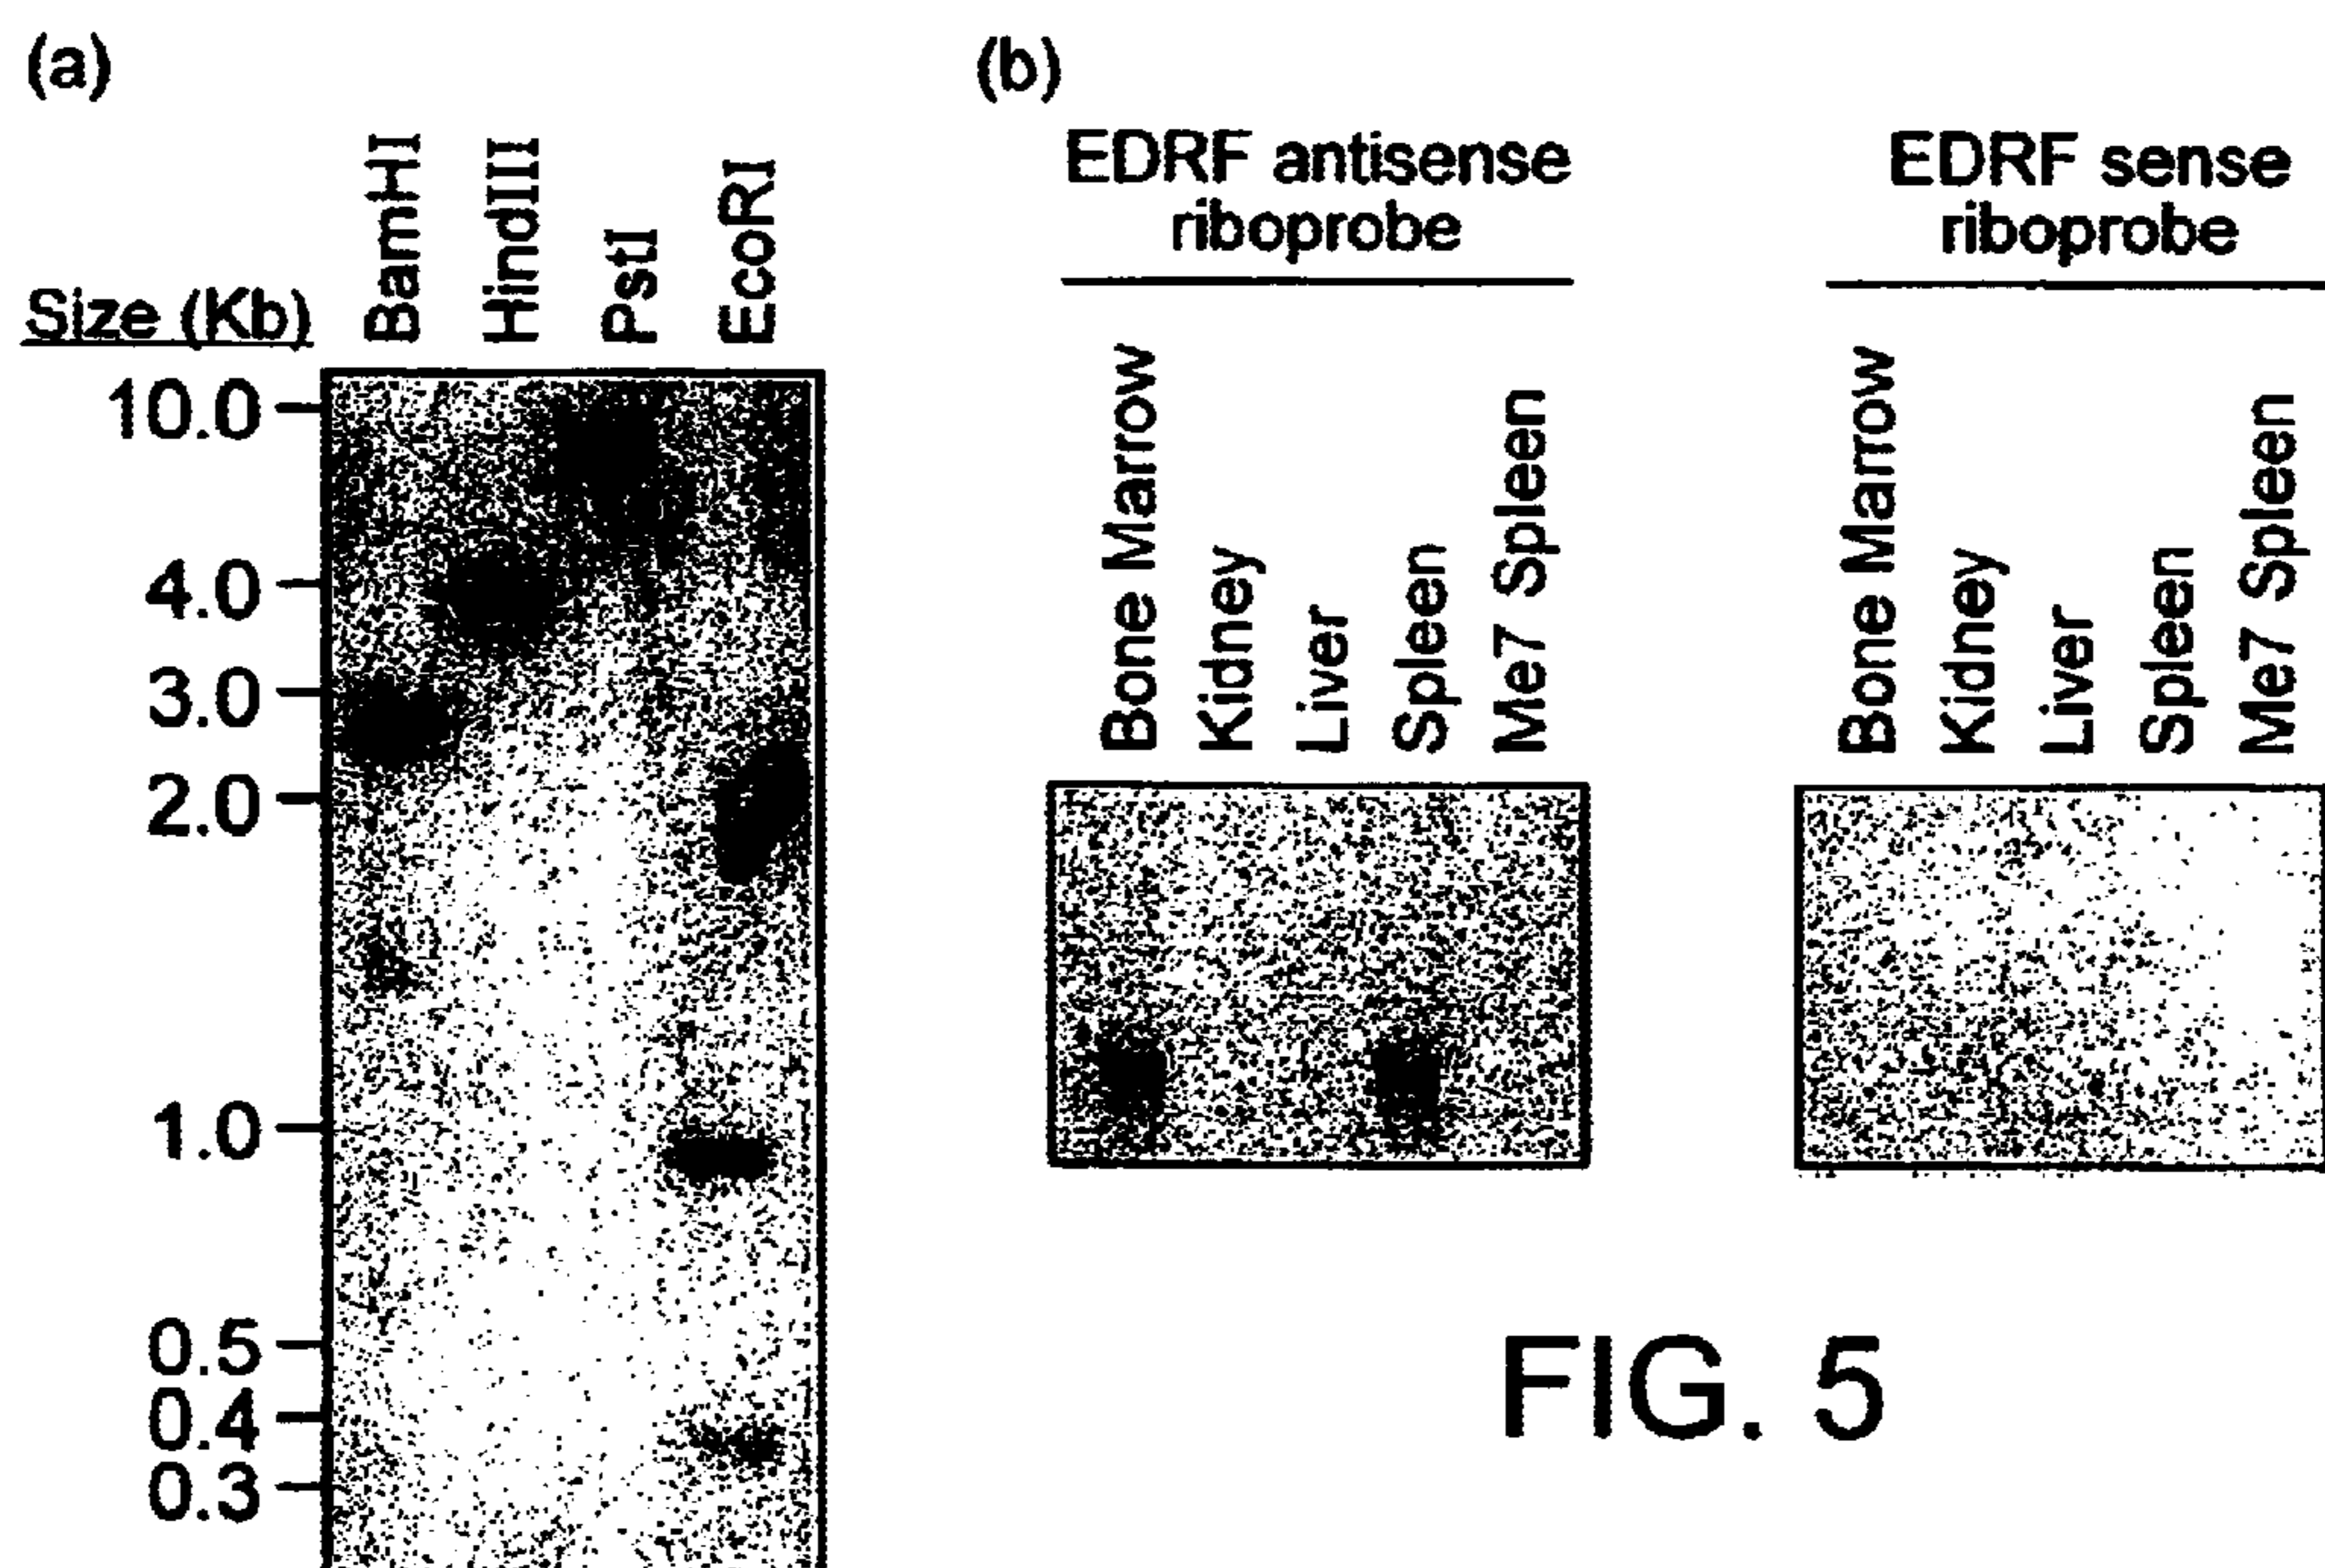 (a)
BamHI
HindIII
PstI
EcoRI
Size (Kb)
10.0
4.0
3.0
2.0
1.0
0.5
0.4
0.3
(b)
EDRF antisense
riboprobe
Bone Marrow
Kidney
Liver
Spleen
Me7 Spleen
EDRF sense
riboprobe
Bone Marrow
Kidney
Liver
Spleen
Me7 Spleen
FIG. 5